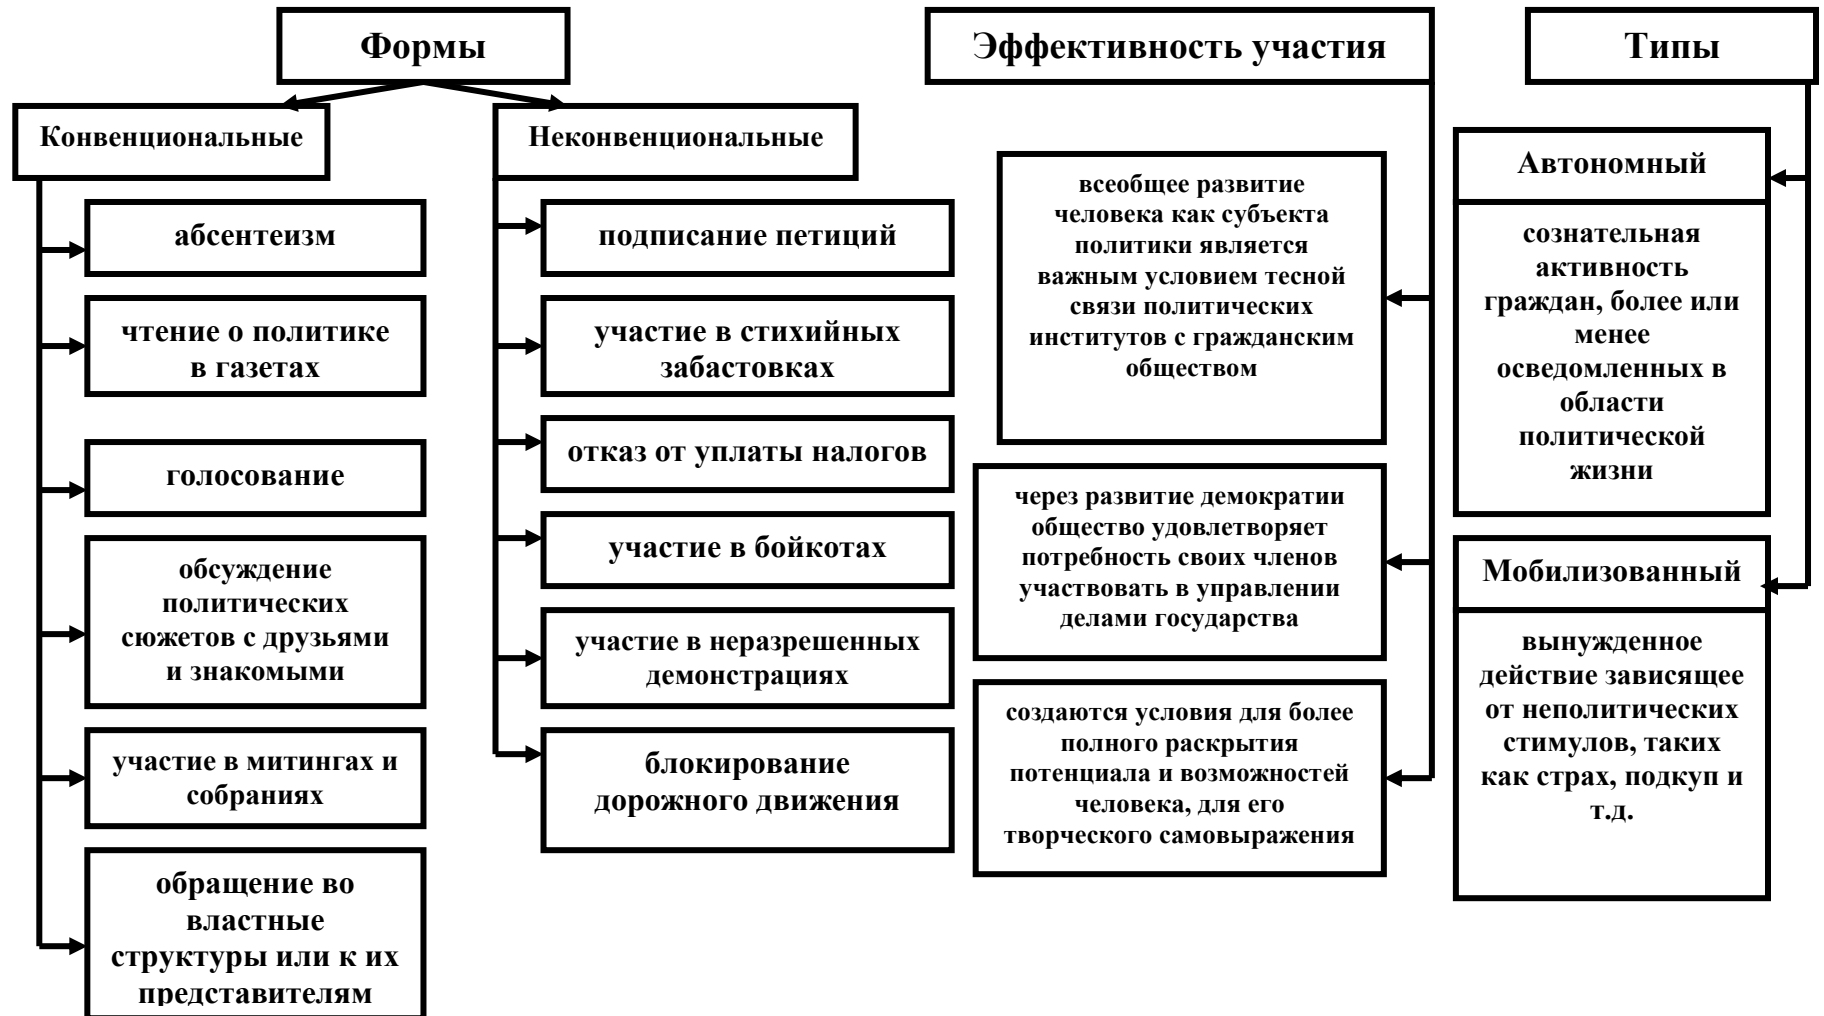 Формы
Конвенциональные
абсентеизм
чтение о политике
в газетах
голосование
обсуждение
политических
сюжетов с друзьями
и знакомыми
участие в митингах и
собраниях
обращение во
властные
структуры или к их
представителям
Неконвенциональные
подписание петиций
участие в стихийных
забастовках
отказ от уплаты налогов
участие в бойкотах
участие в неразрешенных
демонстрациях
блокирование
дорожного движения
Эффективность участия
всеобщее развитие
человека как субъекта
политики является
важным условием тесной
связи политических
институтов с гражданским
обществом
через развитие демократии
общество удовлетворяет
потребность своих членов
участвовать в управлении
делами государства
создаются условия для более
полного раскрытия
потенциала и возможностей
человека, для его
творческого самовыражения
Типы
Автономный
сознательная
активность
граждан, более или
менее
осведомленных в
области
политической
жизни
Мобилизованный
вынужденное
действие зависящее
от неполитических
стимулов, таких
как страх, подкуп и
т.д.